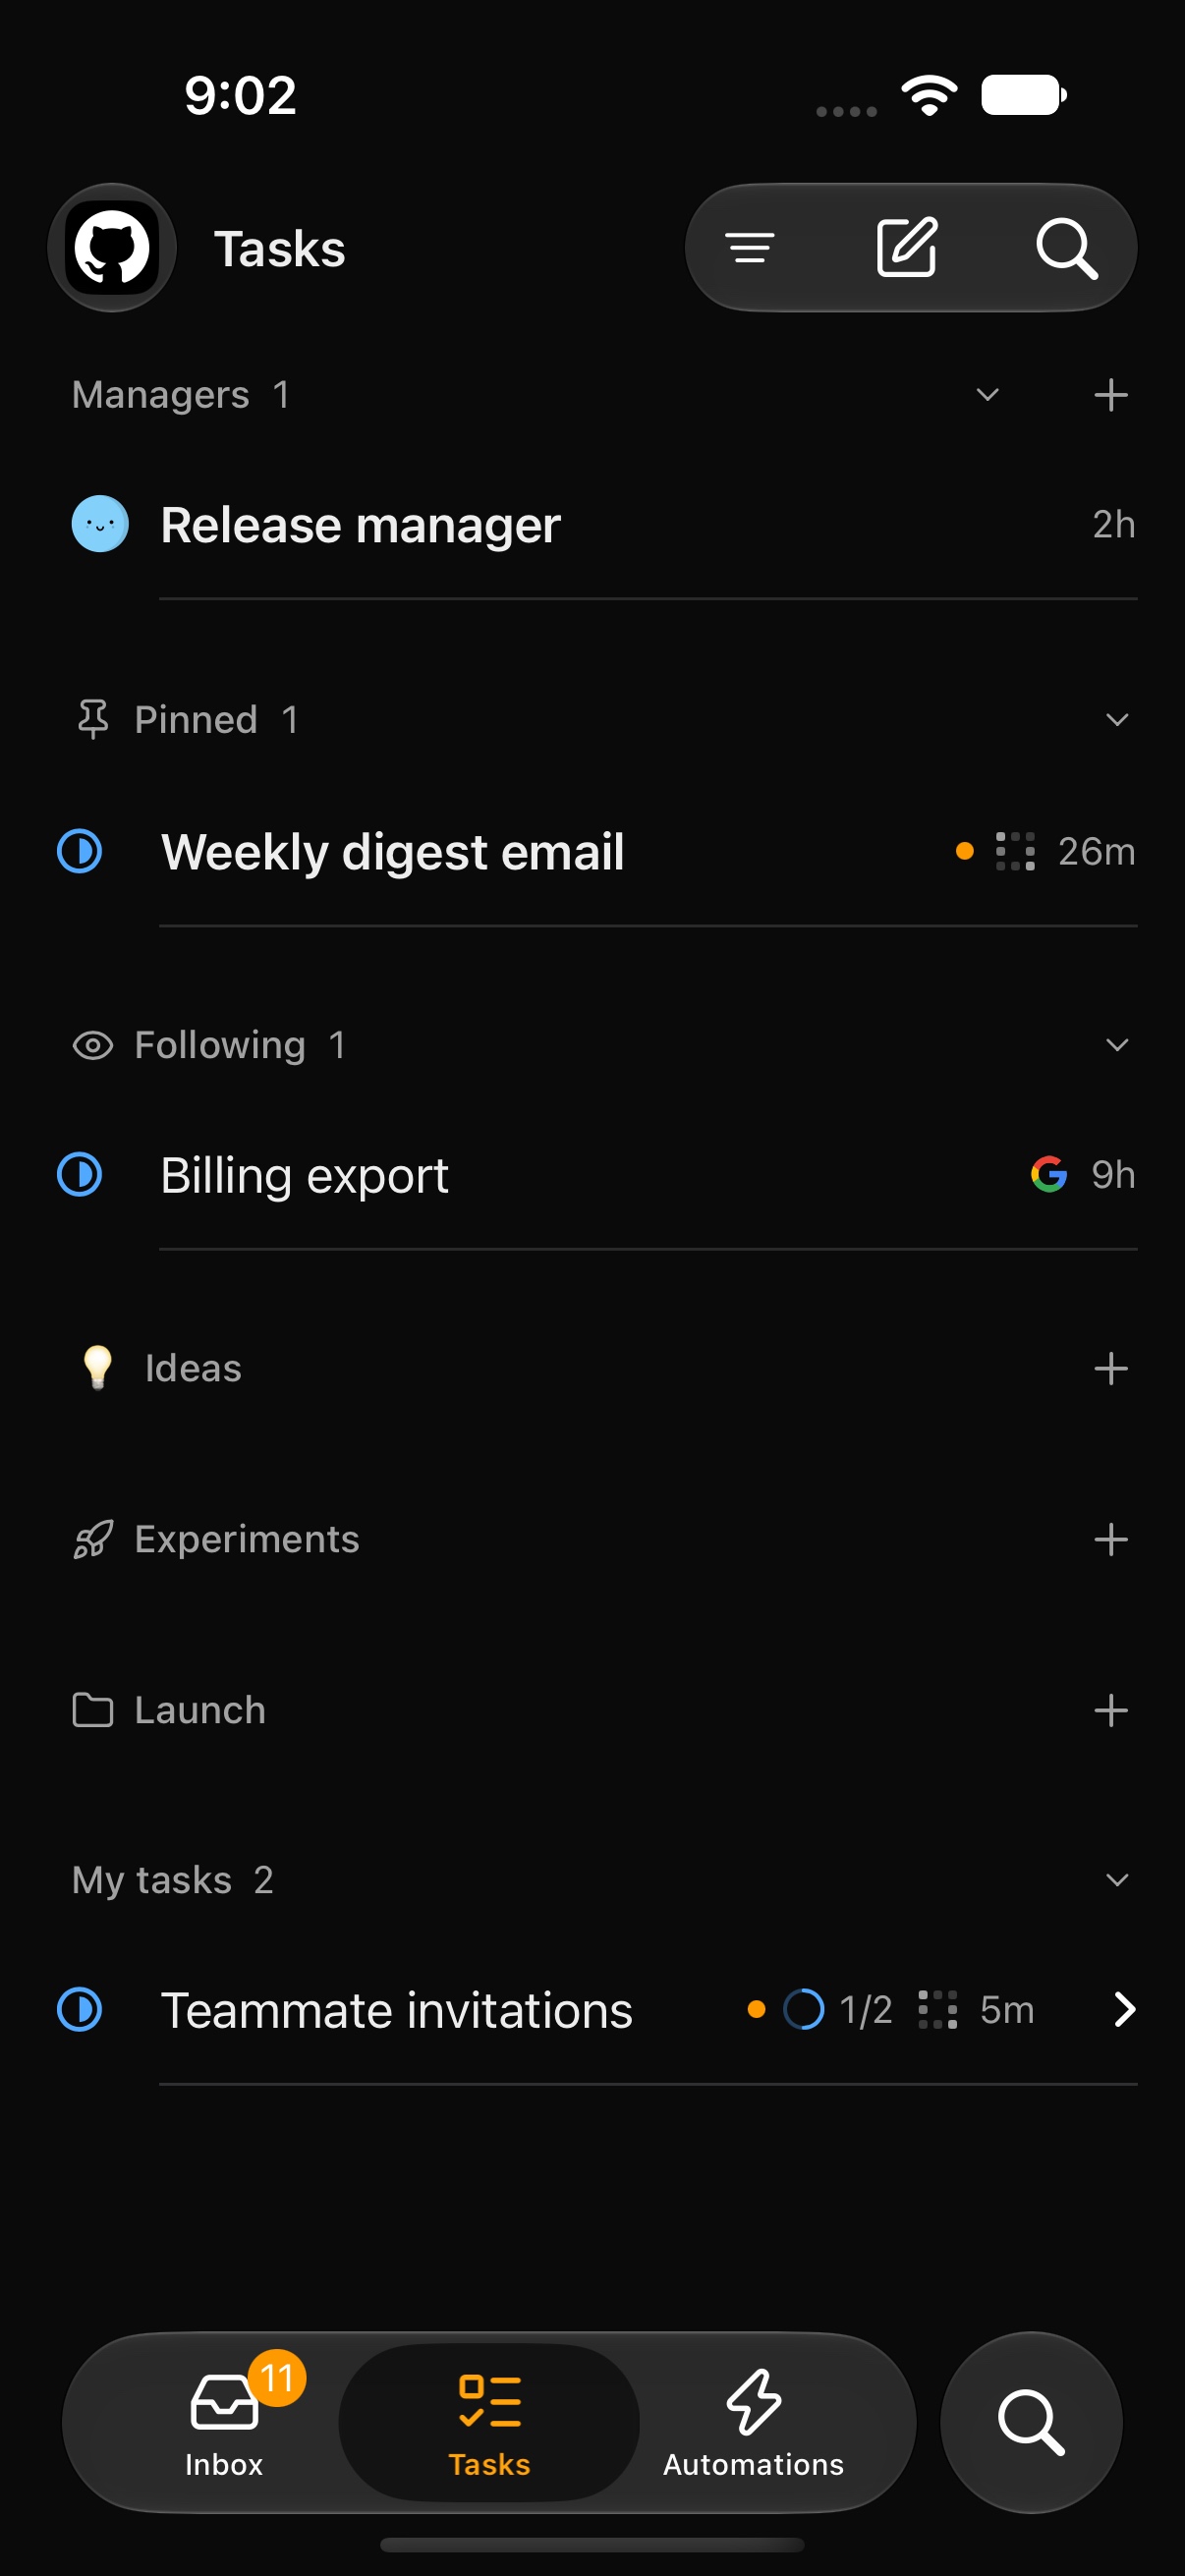 9:02
Tasks
Managers 1
Release manager 2h
Pinned 1
Weekly digest email 26m
Following 1
Billing export 9h
Ideas
Experiments
Launch
My tasks 2
Teammate invitations 1/2 5m
11
Inbox Tasks Automations